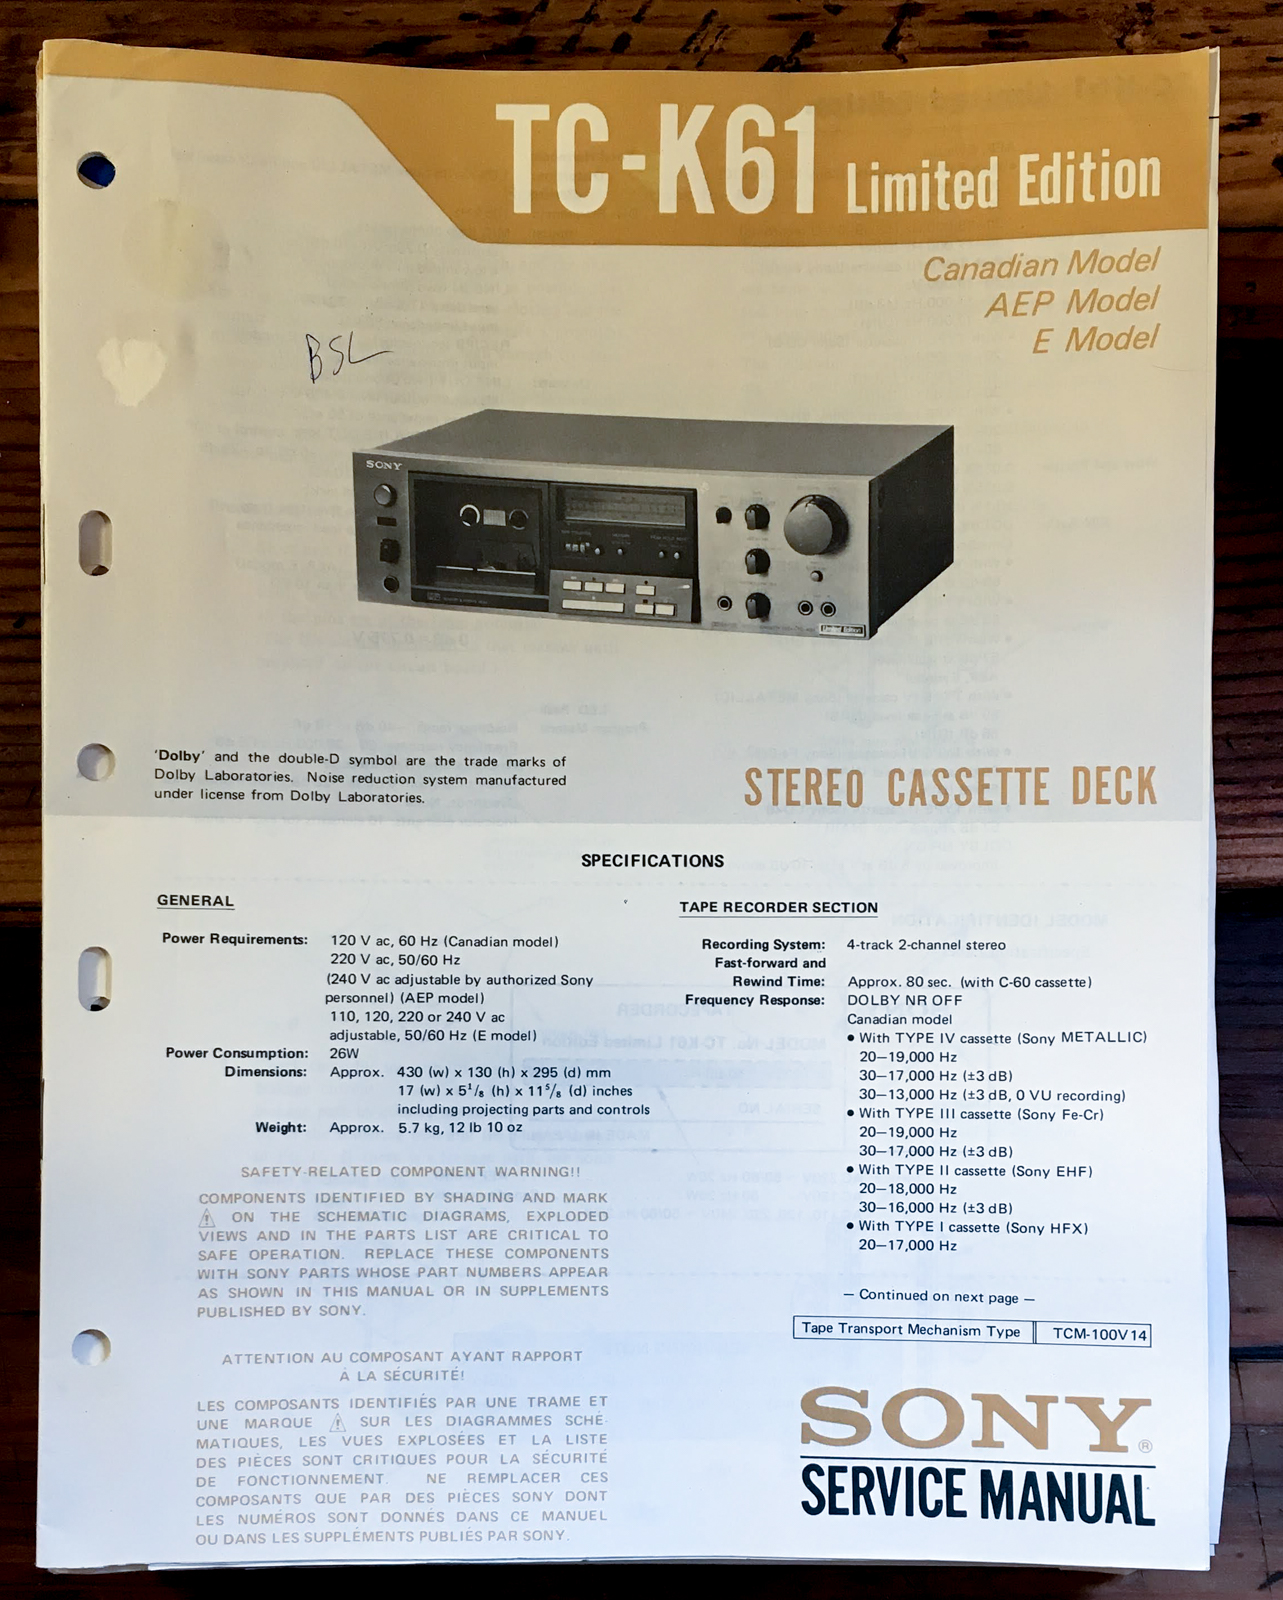 TC-K61 Limited Edition
Canadian Model
AEP Model
E Model
BSL
SONY
Limited Edition
'Dolby' and the double-D symbol are the trade marks of
Dolby Laboratories. Noise reduction system manufactured
under license from Dolby Laboratories.
STEREO CASSETTE DECK
SPECIFICATIONS
GENERAL
Power Requirements: 120 V ac, 60 Hz (Canadian model)
220 V ac, 50/60 Hz
(240 V ac adjustable by authorized Sony
personnel) (AEP model)
110, 120, 220 or 240 V ac
adjustable, 50/60 Hz (E model)
Power Consumption: 26W
Dimensions: Approx. 430 (w) x 130 (h) x 295 (d) mm
17 (w) x 5 1/8 (h) x 11 5/8 (d) inches
including projecting parts and controls
Weight: Approx. 5.7 kg, 12 lb 10 oz
SAFETY-RELATED COMPONENT WARNING!!
COMPONENTS IDENTIFIED BY SHADING AND MARK
⚠ ON THE SCHEMATIC DIAGRAMS, EXPLODED
VIEWS AND IN THE PARTS LIST ARE CRITICAL TO
SAFE OPERATION. REPLACE THESE COMPONENTS
WITH SONY PARTS WHOSE PART NUMBERS APPEAR
AS SHOWN IN THIS MANUAL OR IN SUPPLEMENTS
PUBLISHED BY SONY.
ATTENTION AU COMPOSANT AYANT RAPPORT
À LA SÉCURITÉ!
LES COMPOSANTS IDENTIFIÉS PAR UNE TRAME ET
UNE MARQUE ⚠ SUR LES DIAGRAMMES SCHÉ-
MATIQUES, LES VUES EXPLOSÉES ET LA LISTE
DES PIÈCES SONT CRITIQUES POUR LA SÉCURITÉ
DE FONCTIONNEMENT. NE REMPLACER CES
COMPOSANTS QUE PAR DES PIÈCES SONY DONT
LES NUMÉROS SONT DONNÉS DANS CE MANUEL
OU DANS LES SUPPLÉMENTS PUBLIÉS PAR SONY.
TAPE RECORDER SECTION
Recording System: 4-track 2-channel stereo
Fast-forward and
Rewind Time: Approx. 80 sec. (with C-60 cassette)
Frequency Response: DOLBY NR OFF
Canadian model
● With TYPE IV cassette (Sony METALLIC)
20–19,000 Hz
30–17,000 Hz (±3 dB)
30–13,000 Hz (±3 dB, 0 VU recording)
● With TYPE III cassette (Sony Fe-Cr)
20–19,000 Hz
30–17,000 Hz (±3 dB)
● With TYPE II cassette (Sony EHF)
20–18,000 Hz
30–16,000 Hz (±3 dB)
● With TYPE I cassette (Sony HFX)
20–17,000 Hz
— Continued on next page —
Tape Transport Mechanism Type TCM-100V14
SONY®
SERVICE MANUAL